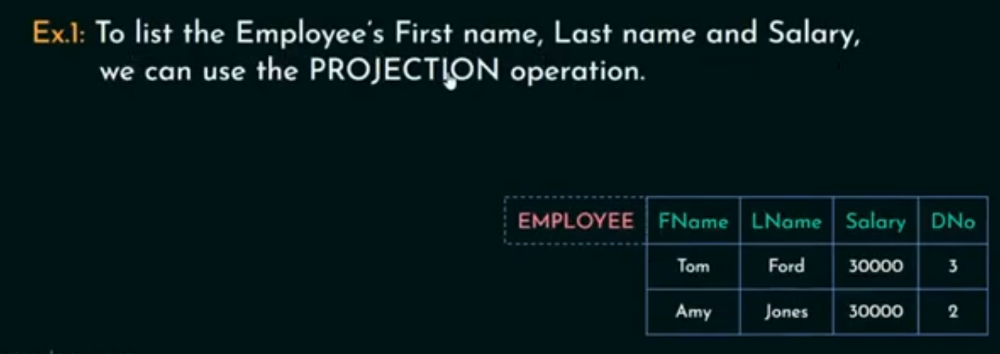 Ex.1: To list the Employee's First name, Last name and Salary,
we can use the PROJECTION operation.
EMPLOYEE FName LName Salary DNo
Tom Ford 30000 3
Amy Jones 30000 2